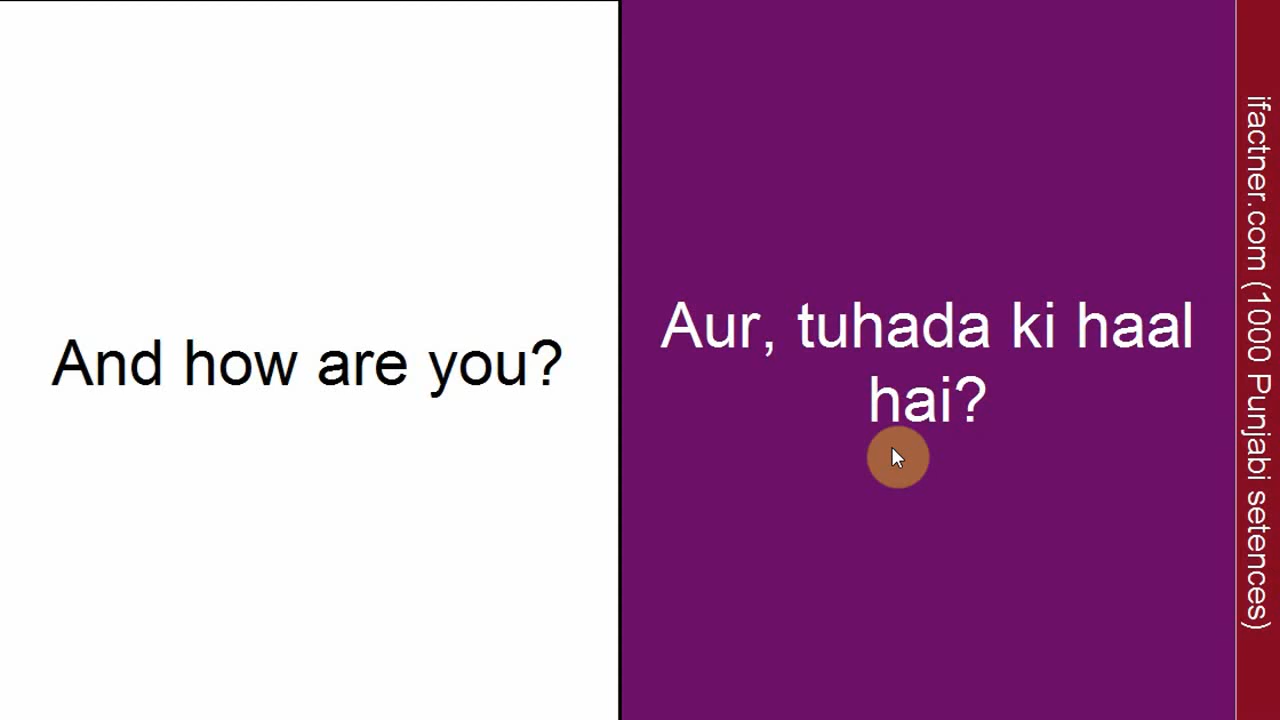 And how are you?
Aur, tuhada ki haal
hai?
ifactner.com (1000 Punjabi setences)